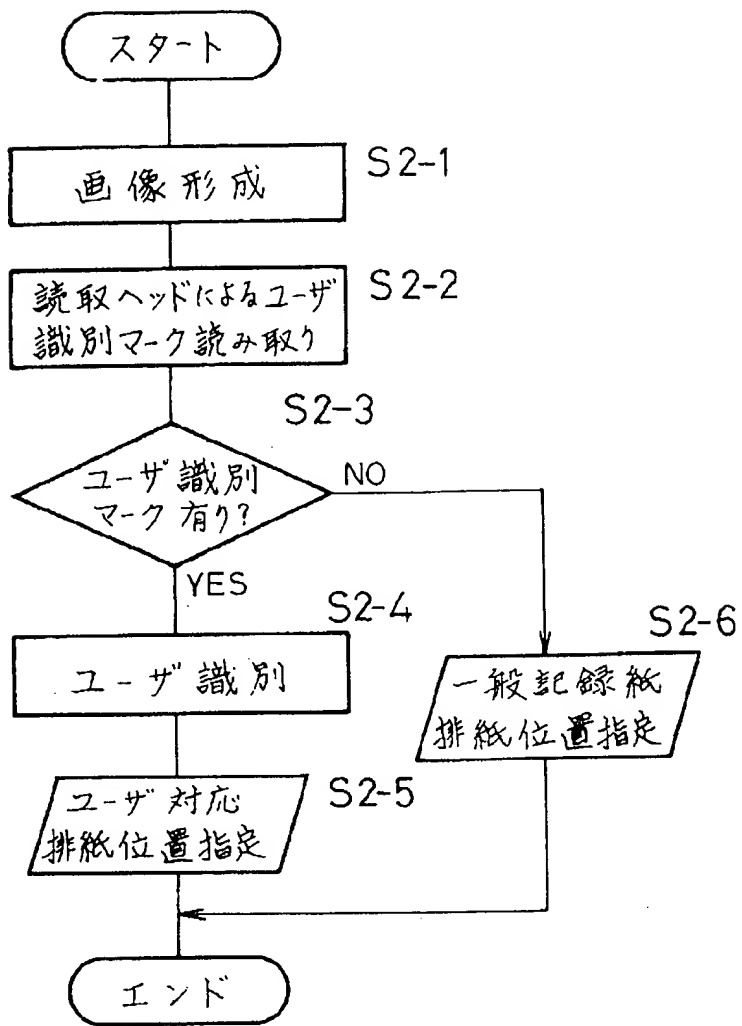 スタート
画像形成
S2-1
読取ヘッドによるユーザ
識別マーク読み取り
S2-2
S2-3
ユーザ識別
マーク有り?
NO
YES
S2-4
ユーザ識別
S2-6
一般記録紙
排紙位置指定
S2-5
ユーザ対応
排紙位置指定
エンド